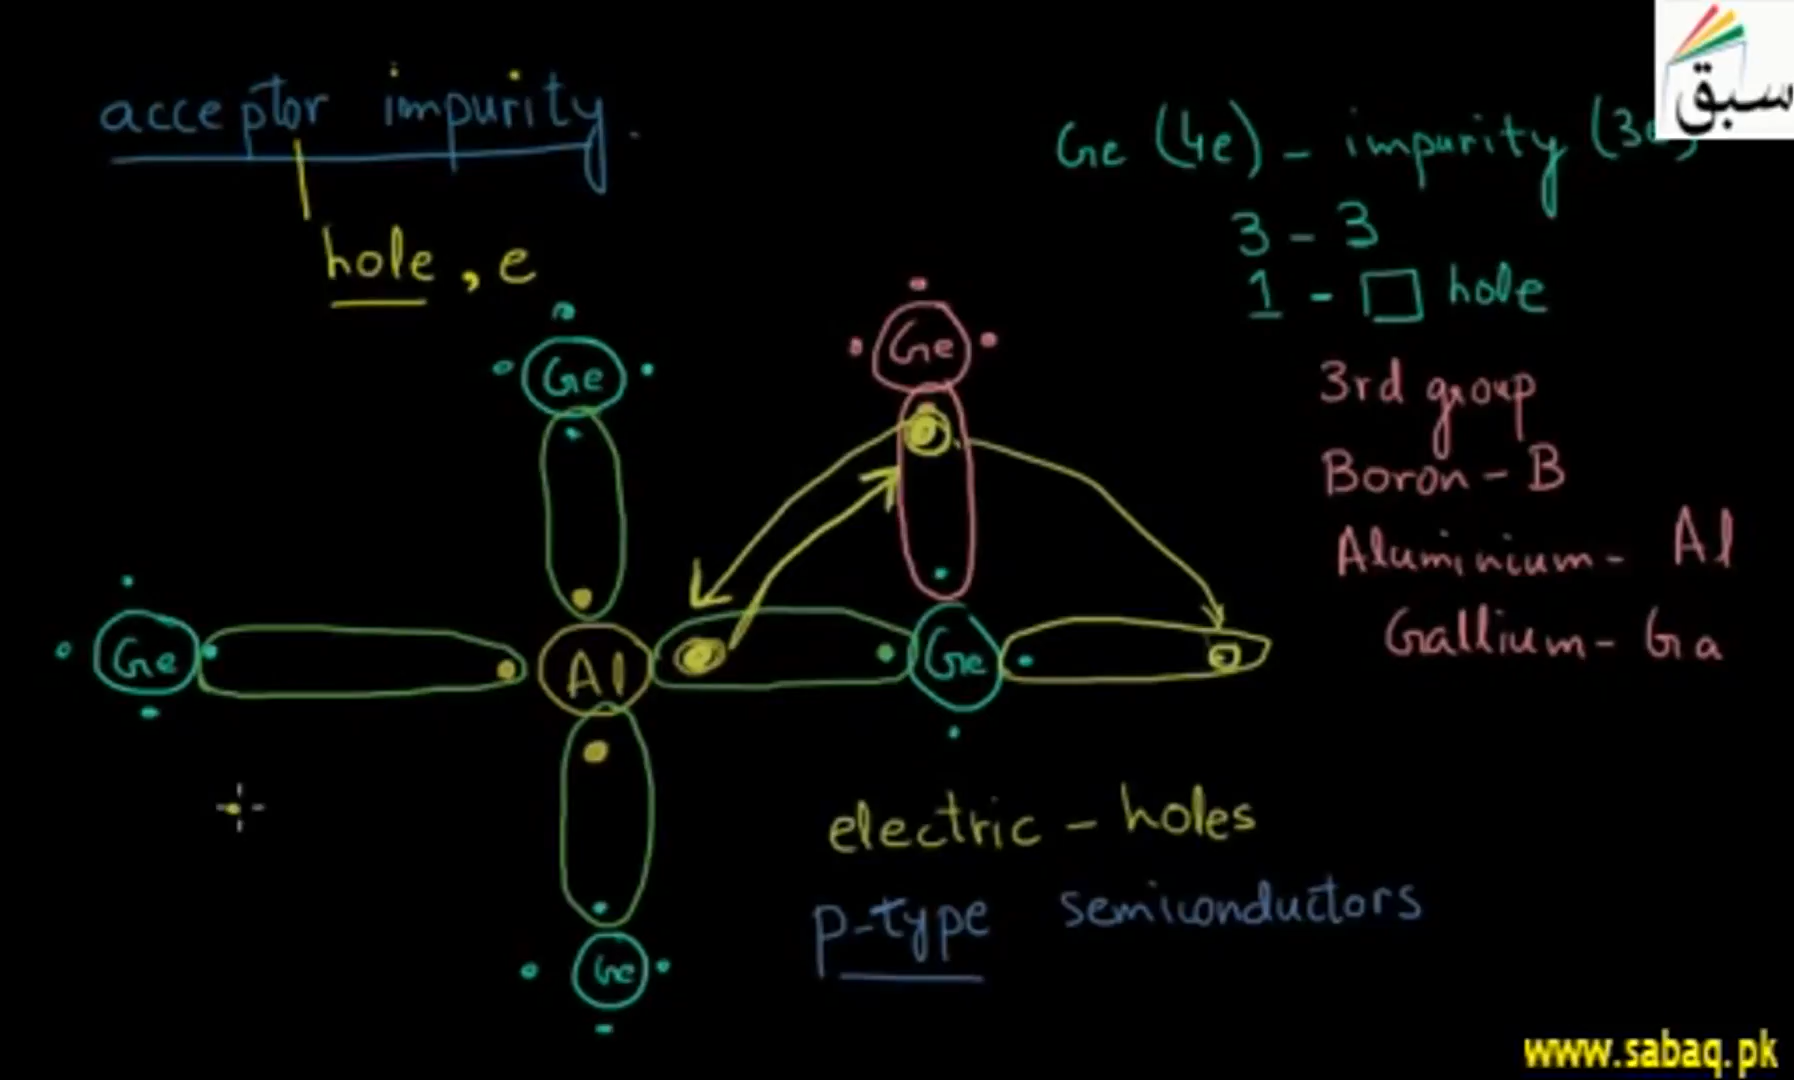 acceptor impurity.
hole, e
Ge (4e) - impurity (3e)
3 - 3
1 - □ hole
3rd group
Boron - B
Aluminium - Al
Gallium - Ga
Ge
Ge
Ge
Al
Ge
Ge
electric - holes
p-type semiconductors
سبق
www.sabaq.pk